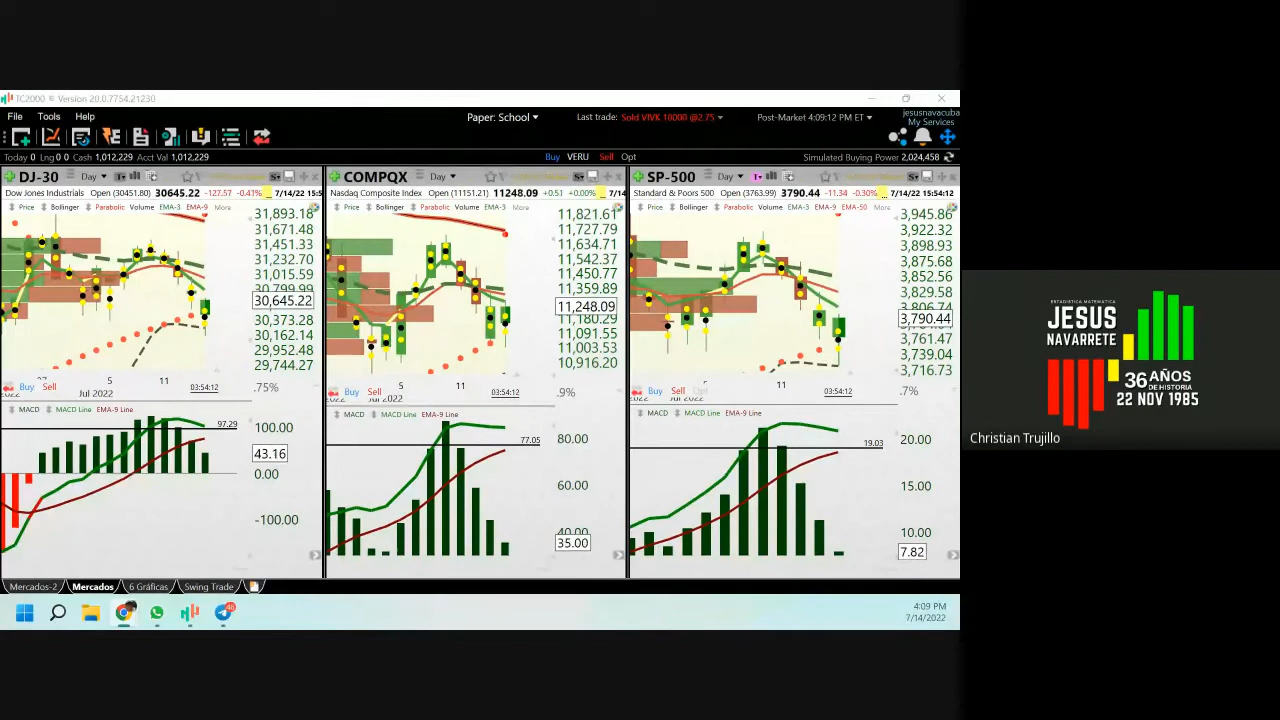 TC2000 © Version 20.0.7754.21230
File Tools Help
Paper: School
Last trade: Sold VIVK 10000 @2.75
Post-Market 4:09:12 PM ET
jesusnavacuba
My Services
Today 0 Lng 0 0 Cash 1,012,229 Acct Val 1,012,229
Buy VERU Sell Opt
Simulated Buying Power 2,024,458
DJ-30 Day
Dow Jones Industrials Open (30451.80) 30645.22 -127.57 -0.41% 7/14/22 15:5
Price Bollinger Parabolic Volume EMA-3 EMA-9 More
31,893.18
31,671.48
31,451.33
31,232.70
31,015.59
30,799.99
30,645.22
30,373.28
30,162.14
29,952.48
29,744.27
5 11
Buy Sell
Jul 2022
03:54:12
.75%
MACD MACD Line EMA-9 Line
97.29
100.00
43.16
0.00
-100.00
COMPQX Day
Nasdaq Composite Index Open (11151.21) 11248.09 +0.51 +0.00% 7/14
Price Bollinger Parabolic Volume EMA-3 More
11,821.61
11,727.79
11,634.71
11,542.37
11,450.77
11,359.89
11,248.09
11,180.29
11,091.55
11,003.53
10,916.20
5 11
Buy Sell
2022
03:54:12
.9%
MACD MACD Line EMA-9 Line
77.05
80.00
60.00
40.00
35.00
SP-500 Day
Standard & Poors 500 Open (3763.99) 3790.44 -11.34 -0.30% 7/14/22 15:54:12
Price Bollinger Parabolic Volume EMA-3 EMA-9 EMA-50 More
3,945.86
3,922.32
3,898.93
3,875.68
3,852.56
3,829.58
3,806.74
3,790.44
3,761.47
3,739.04
3,716.73
11
Buy Sell Opt
03:54:12
.7%
MACD MACD Line EMA-9 Line
19.03
20.00
15.00
10.00
7.82
Mercados-2 Mercados 6 Gráficas Swing Trade
46
4:09 PM
7/14/2022
ESTADISTICA MATEMATICA
JESUS
NAVARRETE
36 AÑOS
DE HISTORIA
22 NOV 1985
Christian Trujillo